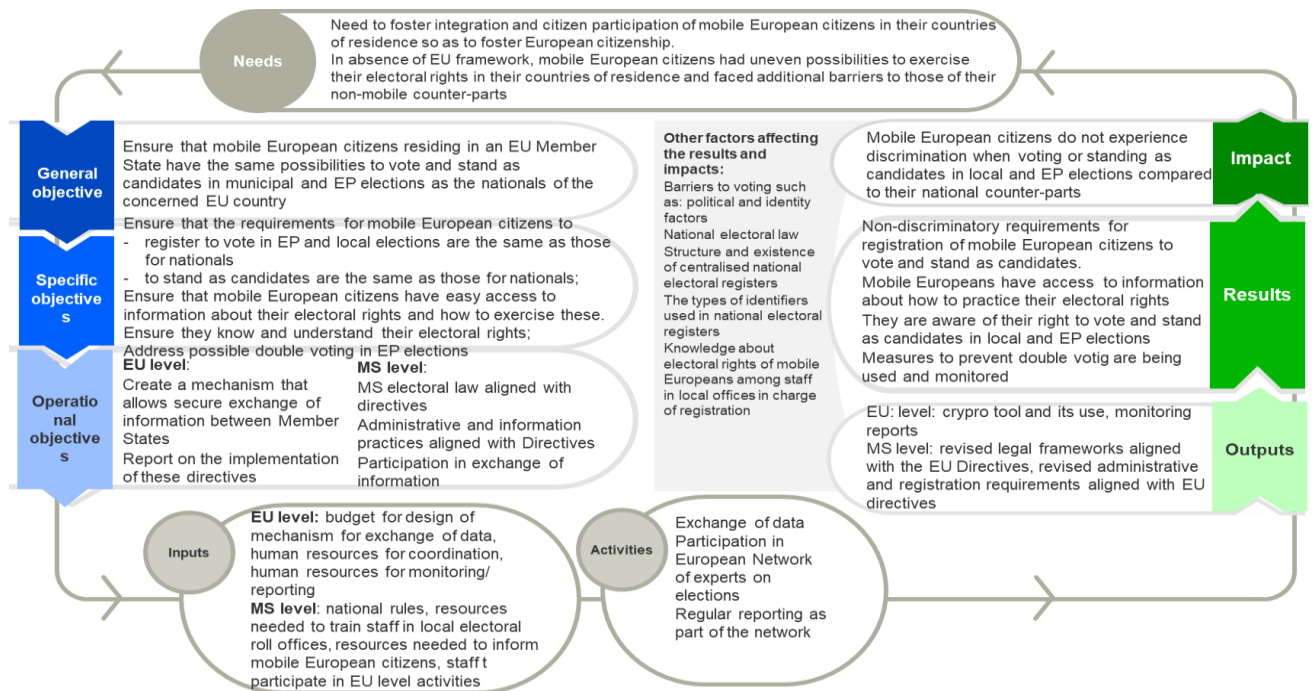 Needs
Need to foster integration and citizen participation of mobile European citizens in their countries
of residence so as to foster European citizenship.
In absence of EU framework, mobile European citizens had uneven possibilities to exercise
their electoral rights in their countries of residence and faced additional barriers to those of their
non-mobile counter-parts
General
objective
Ensure that mobile European citizens residing in an EU Member
State have the same possibilities to vote and stand as
candidates in municipal and EP elections as the nationals of the
concerned EU country
Specific
objective
s
Ensure that the requirements for mobile European citizens to
- register to vote in EP and local elections are the same as those
for nationals
- to stand as candidates are the same as those for nationals;
Ensure that mobile European citizens have easy access to
information about their electoral rights and how to exercise these.
Ensure they know and understand their electoral rights;
Address possible double voting in EP elections
Operatio
nal
objective
s
EU level:
Create a mechanism that
allows secure exchange of
information between Member
States
Report on the implementation
of these directives
MS level:
MS electoral law aligned with
directives
Administrative and information
practices aligned with Directives
Participation in exchange of
information
Other factors affecting
the results and
impacts:
Barriers to voting such
as: political and identity
factors
National electoral law
Structure and existence
of centralised national
electoral registers
The types of identifiers
used in national electoral
registers
Knowledge about
electoral rights of mobile
Europeans among staff
in local offices in charge
of registration
Mobile European citizens do not experience
discrimination when voting or standing as
candidates in local and EP elections compared
to their national counter-parts
Impact
Non-discriminatory requirements for
registration of mobile European citizens to
vote and stand as candidates.
Mobile Europeans have access to information
about how to practice their electoral rights
They are aware of their right to vote and stand
as candidates in local and EP elections
Measures to prevent double votig are being
used and monitored
Results
EU: level: crypro tool and its use, monitoring
reports
MS level: revised legal frameworks aligned
with the EU Directives, revised administrative
and registration requirements aligned with EU
directives
Outputs
Inputs
EU level: budget for design of
mechanism for exchange of data,
human resources for coordination,
human resources for monitoring/
reporting
MS level: national rules, resources
needed to train staff in local electoral
roll offices, resources needed to inform
mobile European citizens, staff t
participate in EU level activities
Activities
Exchange of data
Participation in
European Network
of experts on
elections
Regular reporting as
part of the network